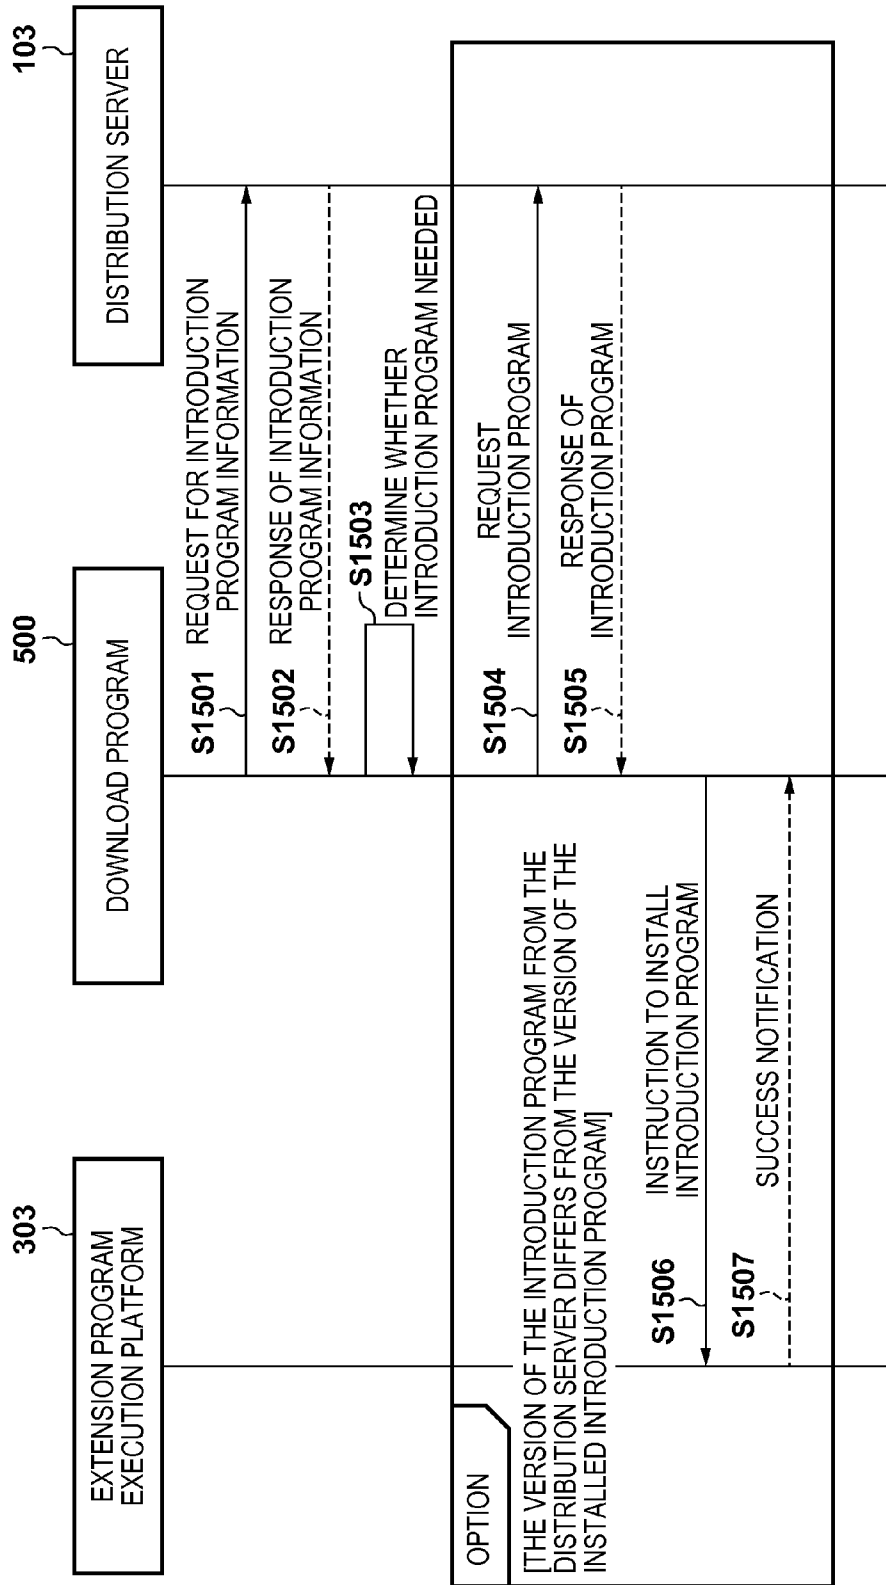 303
EXTENSION PROGRAM
EXECUTION PLATFORM
500
DOWNLOAD PROGRAM
103
DISTRIBUTION SERVER
S1501
REQUEST FOR INTRODUCTION
PROGRAM INFORMATION
S1502
RESPONSE OF INTRODUCTION
PROGRAM INFORMATION
S1503
DETERMINE WHETHER
INTRODUCTION PROGRAM NEEDED
OPTION
[THE VERSION OF THE INTRODUCTION PROGRAM FROM THE
DISTRIBUTION SERVER DIFFERS FROM THE VERSION OF THE
INSTALLED INTRODUCTION PROGRAM]
S1504
REQUEST
INTRODUCTION PROGRAM
S1505
RESPONSE OF
INTRODUCTION PROGRAM
S1506
INSTRUCTION TO INSTALL
INTRODUCTION PROGRAM
S1507
SUCCESS NOTIFICATION